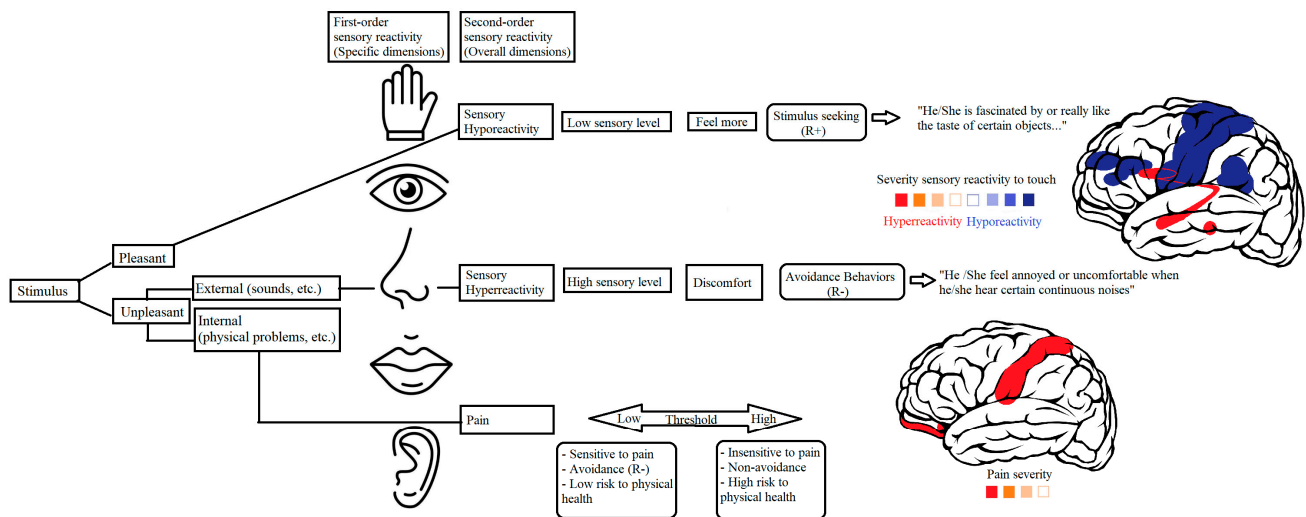 First-order
sensory reactivity
(Specific dimensions)
Second-order
sensory reactivity
(Overall dimensions)
Sensory
Hyporeactivity
Low sensory level
Feel more
Stimulus seeking
(R+)
"He/She is fascinated by or really like
the taste of certain objects..."
Severity sensory reactivity to touch
Hyperreactivity
Hyporeactivity
Stimulus
Pleasant
Unpleasant
External (sounds, etc.)
Internal
(physical problems, etc.)
Sensory
Hyperreactivity
High sensory level
Discomfort
Avoidance Behaviors
(R-)
"He /She feel annoyed or uncomfortable when
he/she hear certain continuous noises"
Pain
Low
Threshold
High
- Sensitive to pain
- Avoidance (R-)
- Low risk to physical
health
- Insensitive to pain
- Non-avoidance
- High risk to
physical health
Pain severity